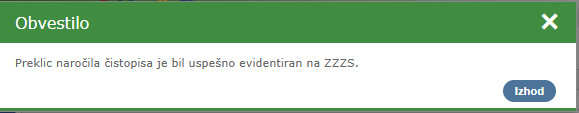 Obvestilo
Preklic naročila čistopisa je bil uspešno evidentiran na ZZZS.
Izhod